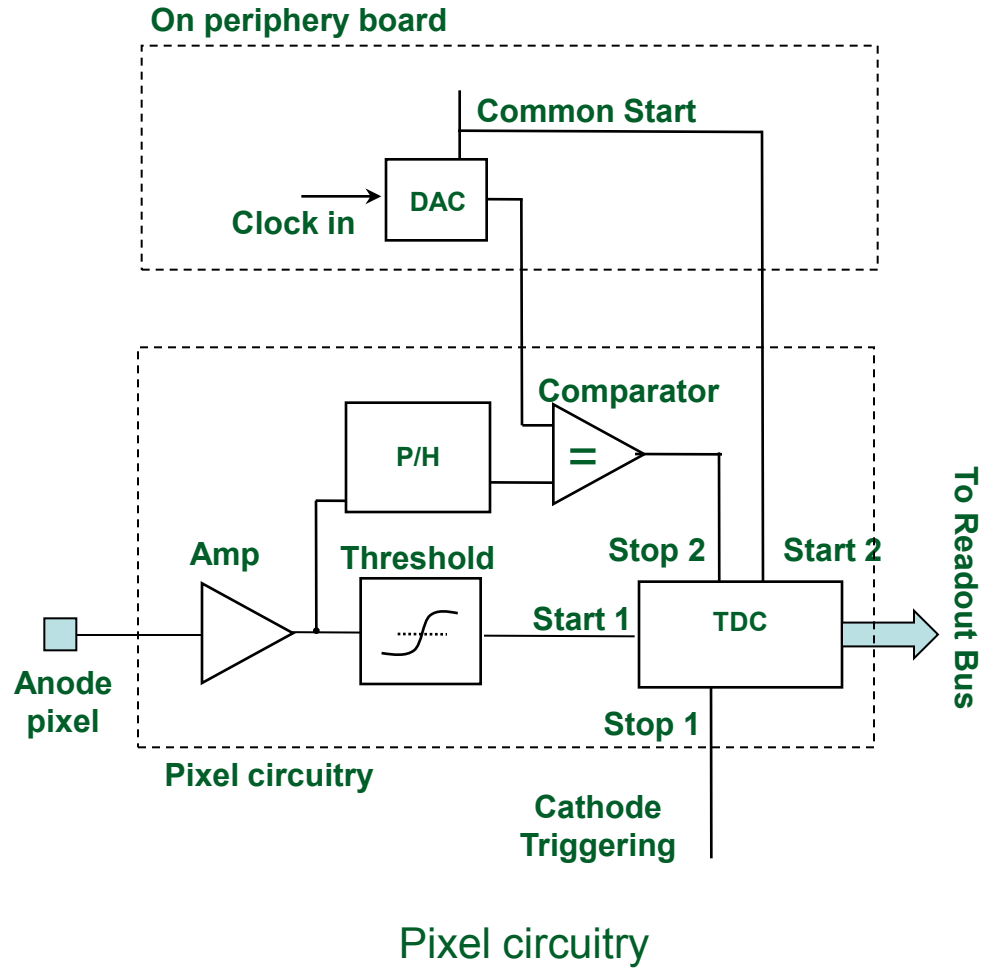 On periphery board
Common Start
DAC
Clock in
Comparator
=
P/H
Amp
Threshold
Stop 2
Start 2
Start 1
TDC
Anode
pixel
Stop 1
Pixel circuitry
Cathode
Triggering
To Readout Bus
Pixel circuitry